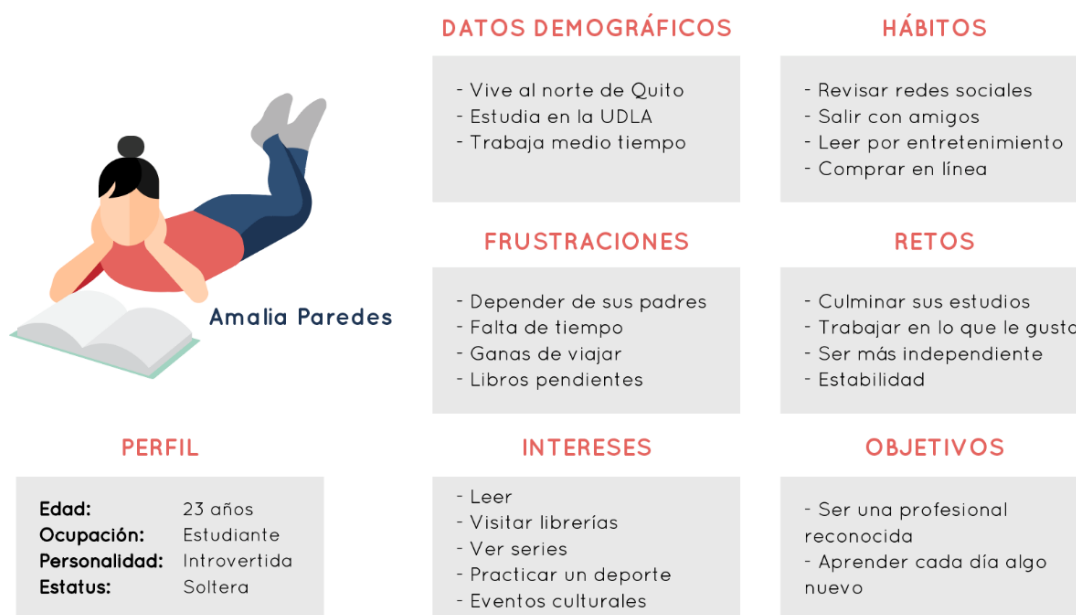 DATOS DEMOGRÁFICOS
- Vive al norte de Quito
- Estudia en la UDLA
- Trabaja medio tiempo
HÁBITOS
- Revisar redes sociales
- Salir con amigos
- Leer por entretenimiento
- Comprar en línea
Amalia Paredes
FRUSTRACIONES
- Depender de sus padres
- Falta de tiempo
- Ganas de viajar
- Libros pendientes
RETOS
- Culminar sus estudios
- Trabajar en lo que le gusta
- Ser más independiente
- Estabilidad
PERFIL
Edad: 23 años
Ocupación: Estudiante
Personalidad: Introvertida
Estatus: Soltera
INTERESES
- Leer
- Visitar librerías
- Ver series
- Practicar un deporte
- Eventos culturales
OBJETIVOS
- Ser una profesional
reconocida
- Aprender cada día algo
nuevo